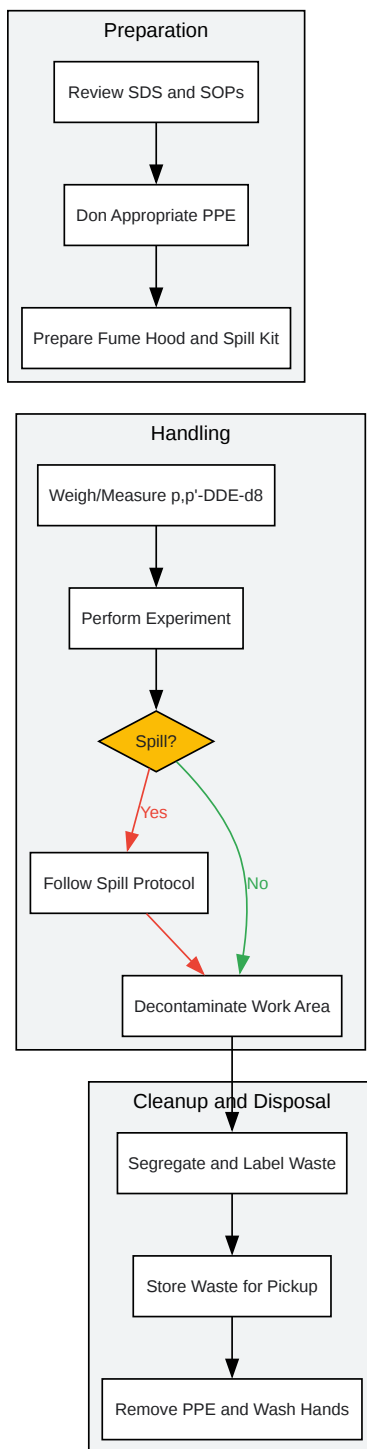 Preparation
Review SDS and SOPs
Don Appropriate PPE
Prepare Fume Hood and Spill Kit
Handling
Weigh/Measure p,p'-DDE-d8
Perform Experiment
Spill?
Yes
Follow Spill Protocol
No
Decontaminate Work Area
Cleanup and Disposal
Segregate and Label Waste
Store Waste for Pickup
Remove PPE and Wash Hands